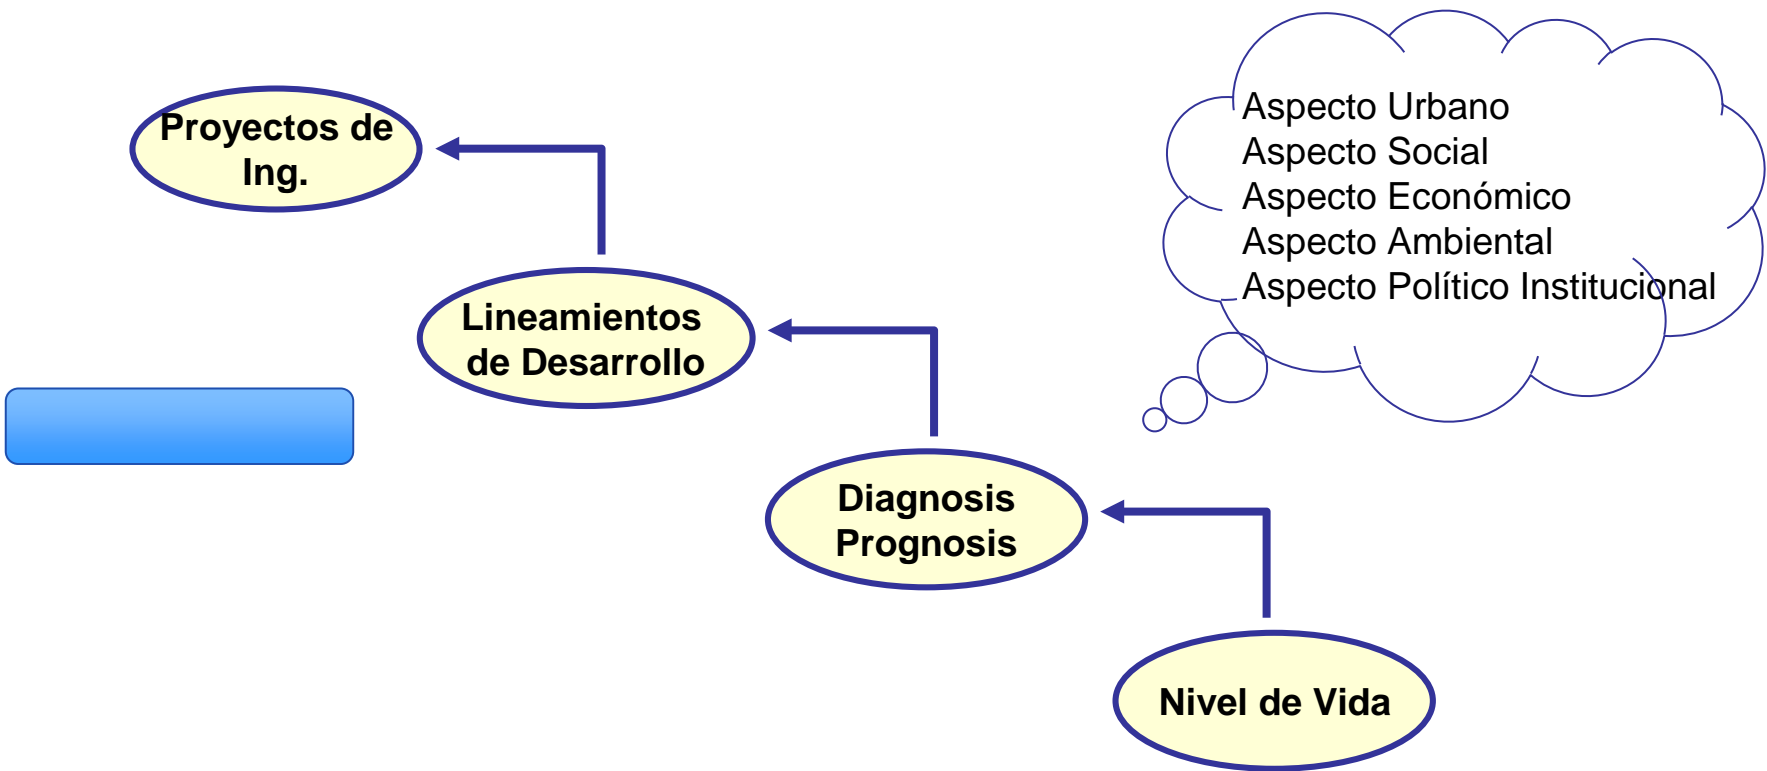 Proyectos de
Ing.
Aspecto Urbano
Aspecto Social
Aspecto Económico
Aspecto Ambiental
Aspecto Político Institucional
Lineamientos
de Desarrollo
Diagnosis
Prognosis
Nivel de Vida